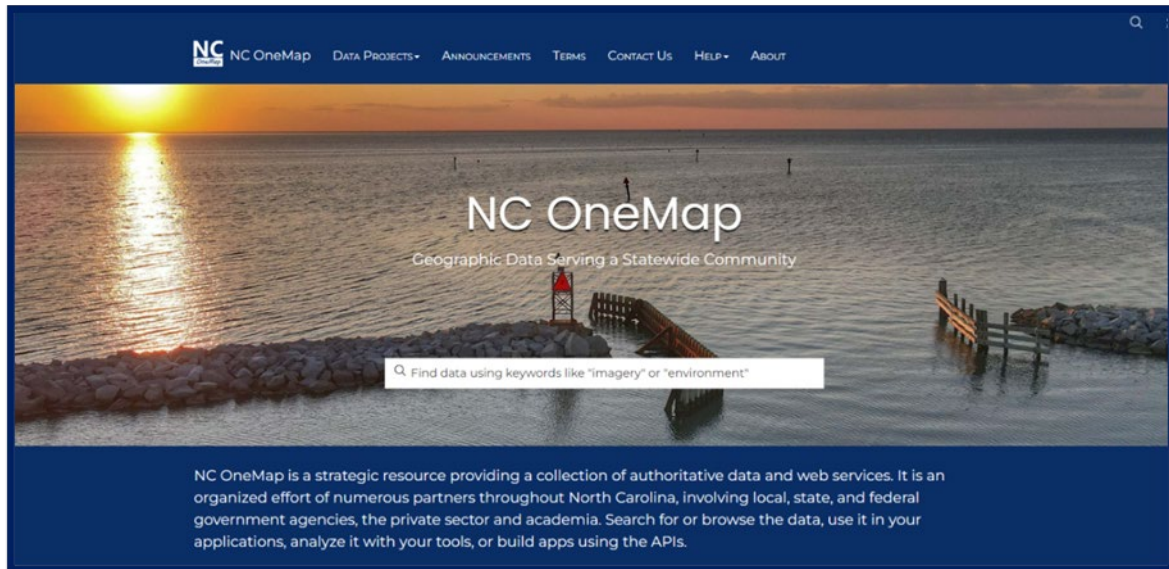 NC
OneMap
NC OneMap
DATA PROJECTS
ANNOUNCEMENTS
TERMS
CONTACT US
HELP
ABOUT
NC OneMap
Geographic Data Serving a Statewide Community
Find data using keywords like "imagery" or "environment"
NC OneMap is a strategic resource providing a collection of authoritative data and web services. It is an
organized effort of numerous partners throughout North Carolina, involving local, state, and federal
government agencies, the private sector and academia. Search for or browse the data, use it in your
applications, analyze it with your tools, or build apps using the APIs.